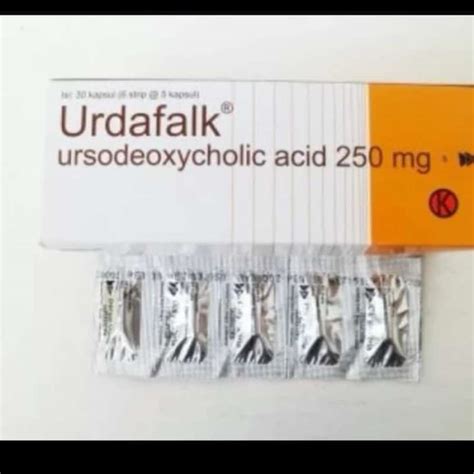 Isi: 30 kapsul (6 strip @ 5 kapsul)
Urdafalk®
ursodeoxycholic acid 250 mg
K